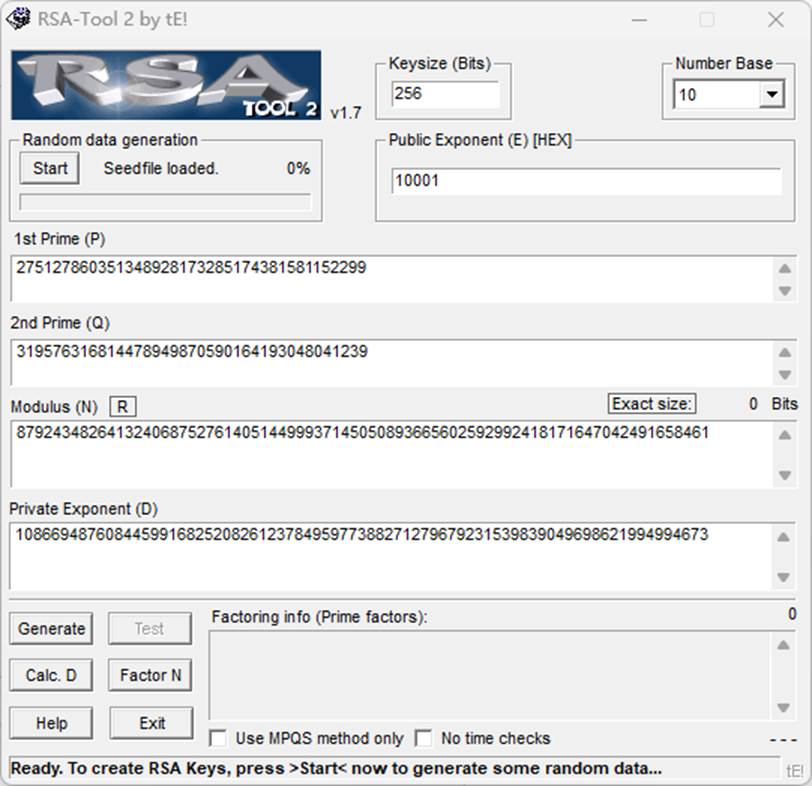 RSA-Tool 2 by tE!
RSA
TOOL 2
v1.7
Keysize (Bits)
256
Number Base
10
Random data generation
Start
Seedfile loaded.
0%
Public Exponent (E) [HEX]
10001
1st Prime (P)
275127860351348928173285174381581152299
2nd Prime (Q)
319576316814478949870590164193048041239
Modulus (N)
R
Exact size:
0 Bits
87924348264132406875276140514499937145050893665602592992418171647042491658461
Private Exponent (D)
10866948760844599168252082612378495977388271279679231539839049698621994994673
Generate
Test
Calc. D
Factor N
Help
Exit
Factoring info (Prime factors):
0
Use MPQS method only
No time checks
---
Ready. To create RSA Keys, press >Start< now to generate some random data...
tE!